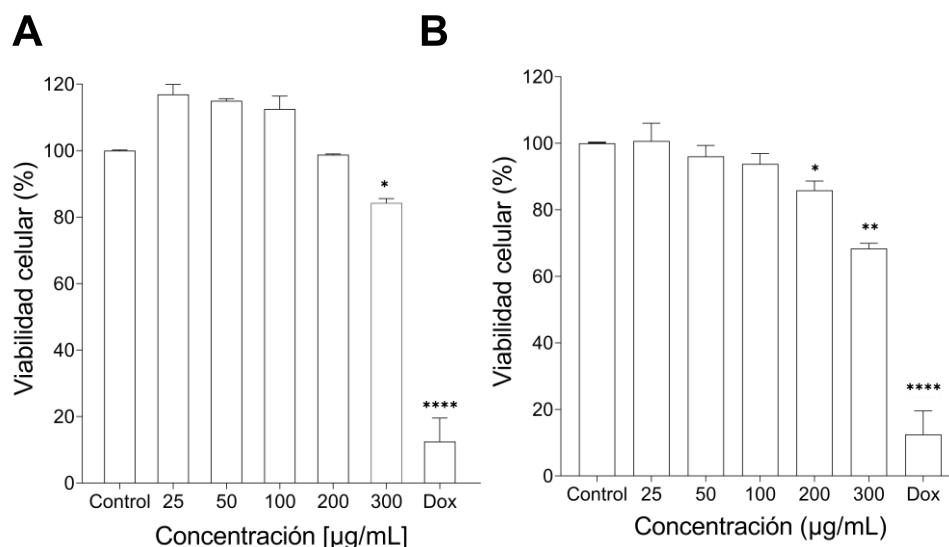 A
120
100
80
60
40
20
0
Viabilidad celular (%)
*
****
Control 25 50 100 200 300 Dox
Concentración [µg/mL]
B
120
100
80
60
40
20
0
Viabilidad celular (%)
*
**
****
Control 25 50 100 200 300 Dox
Concentración (µg/mL)